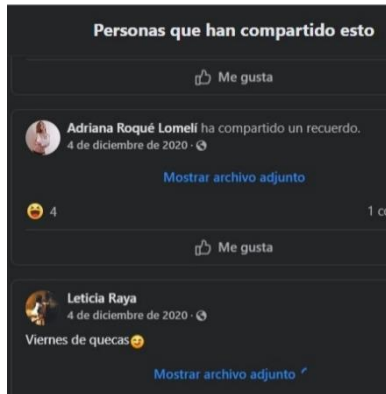 Personas que han compartido esto
Me gusta
Adriana Roqué Lomelí ha compartido un recuerdo.
4 de diciembre de 2020 ·
Mostrar archivo adjunto
😆 4
1 co
Me gusta
Leticia Raya
4 de diciembre de 2020 ·
Viernes de quecas😋
Mostrar archivo adjunto